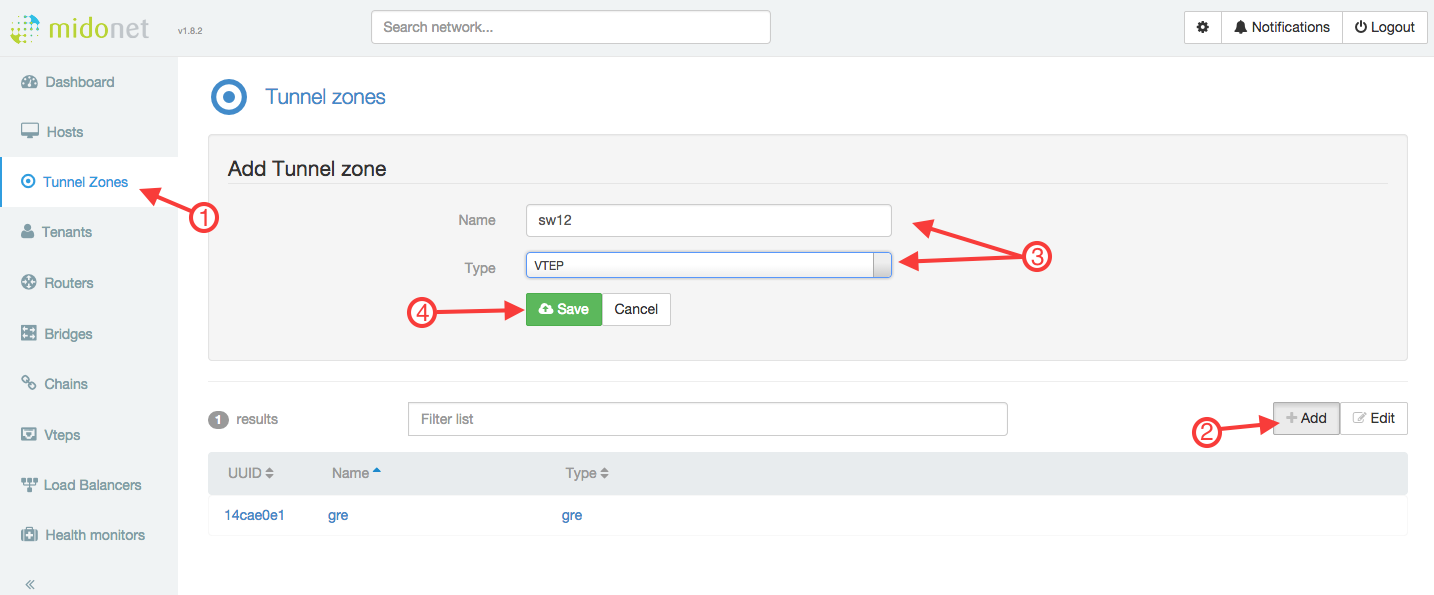 midonet v1.8.2 Search network... Notifications Logout
Dashboard
Hosts
Tunnel Zones
Tenants
Routers
Bridges
Chains
Vteps
Load Balancers
Health monitors
«
Tunnel zones
Add Tunnel zone
Name sw12
Type VTEP
Save Cancel
1 results Filter list Add Edit
UUID Name Type
14cae0e1 gre gre
1
2
3
4